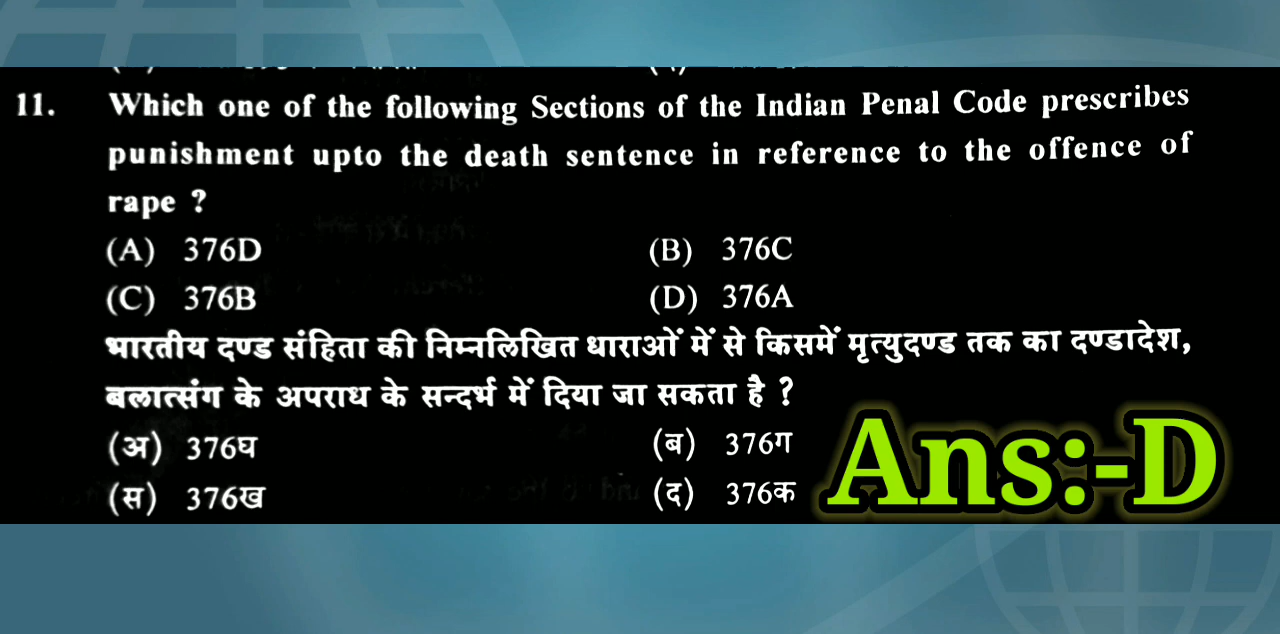 11. Which one of the following Sections of the Indian Penal Code prescribes
punishment upto the death sentence in reference to the offence of
rape ?
(A) 376D (B) 376C
(C) 376B (D) 376A
भारतीय दण्ड संहिता की निम्नलिखित धाराओं में से किसमें मृत्युदण्ड तक का दण्डादेश,
बलात्संग के अपराध के सन्दर्भ में दिया जा सकता है ?
(अ) 376घ (ब) 376ग
(स) 376ख (द) 376क
Ans:-D